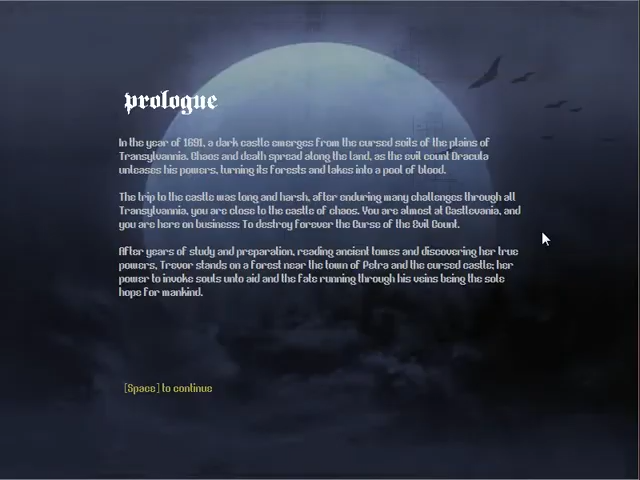 prologue
In the year of 1691, a dark castle emerges from the cursed soils of the plains of
Transylvannia. Chaos and death spread along the land, as the evil count Dracula
unleases his powers, turning its forests and takes into a pool of blood.
The trip to the castle was long and harsh, after enduring many challenges through all
Transylvannia, you are close to the castle of chaos. You are almost at Castlevania, and
you are here on business: To destroy forever the Curse of the Evil Count.
After years of study and preparation, reading ancient tomes and discovering her true
powers, Trevor stands on a forest near the town of Petra and the cursed castle; her
power to invoke souls unto aid and the fate running through his veins being the sole
hope for mankind.
[Space] to continue